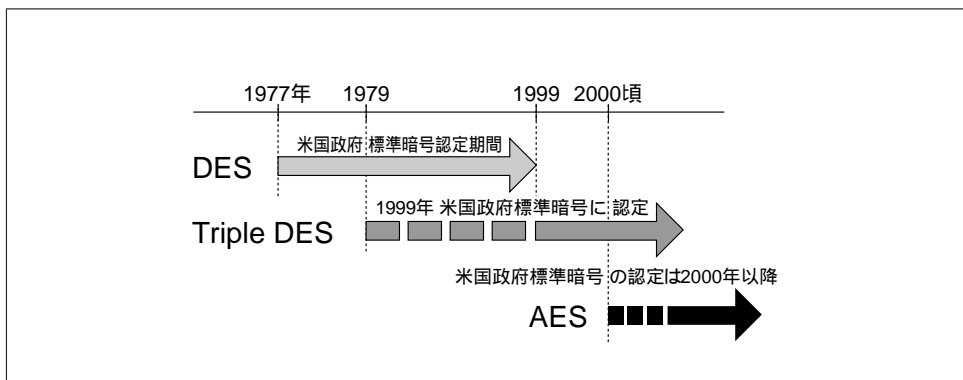 1977年 1979 1999 2000頃
米国政府 標準暗号認定期間
DES
1999年 米国政府標準暗号に 認定
Triple DES
米国政府標準暗号 の認定は2000年以降
AES